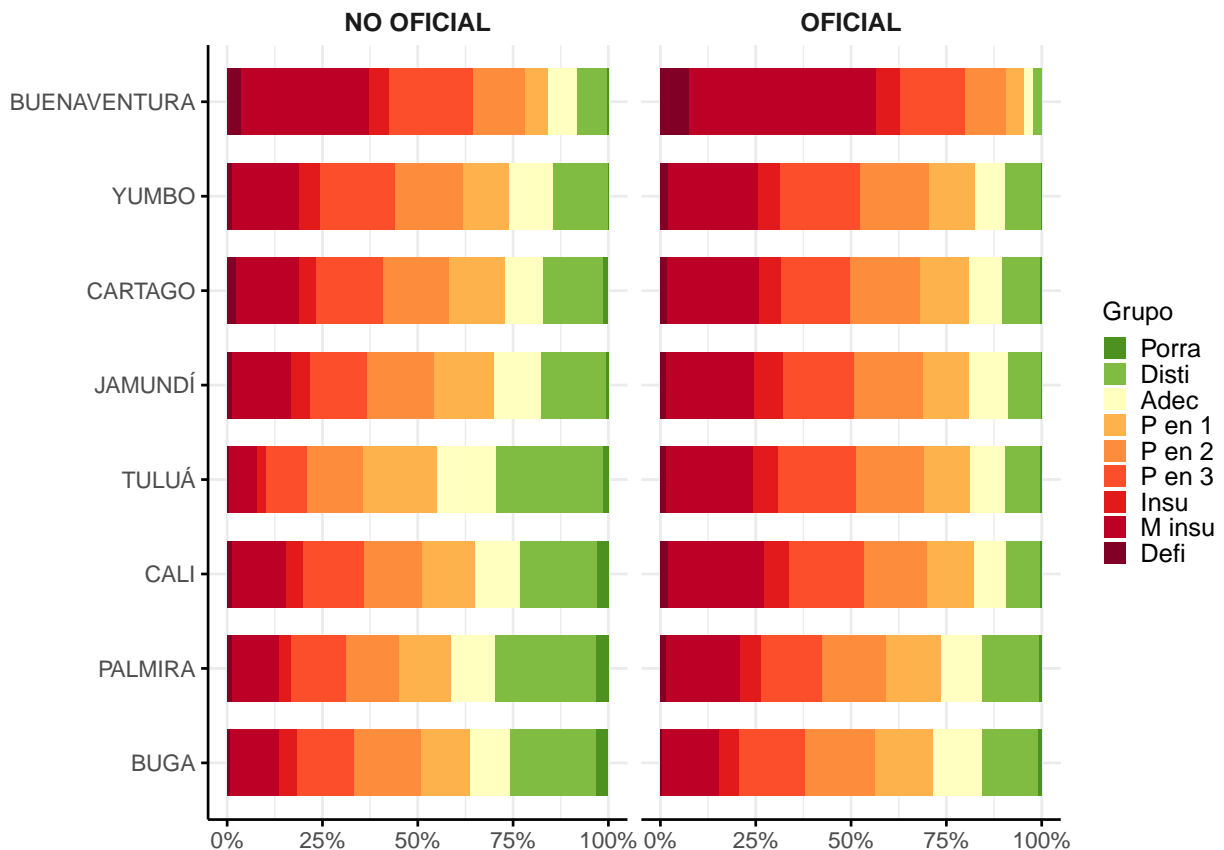 NO OFICIAL
OFICIAL
BUENAVENTURA
YUMBO
CARTAGO
JAMUNDÍ
TULUÁ
CALI
PALMIRA
BUGA
0% 25% 50% 75% 100%
0% 25% 50% 75% 100%
Grupo
Porra
Disti
Adec
P en 1
P en 2
P en 3
Insu
M insu
Defi